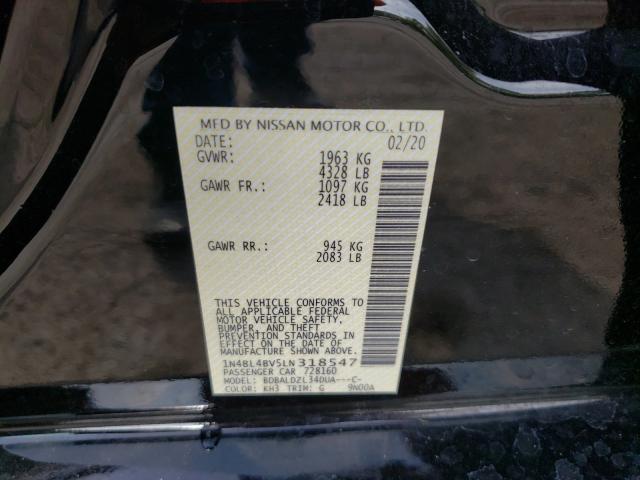 MFD BY NISSAN MOTOR CO., LTD.
DATE: 02/20
GVWR: 1963 KG
4328 LB
GAWR FR.: 1097 KG
2418 LB
GAWR RR.: 945 KG
2083 LB
THIS VEHICLE CONFORMS TO
ALL APPLICABLE FEDERAL
MOTOR VEHICLE SAFETY,
BUMPER, AND THEFT
PREVENTION STANDARDS IN
EFFECT ON THE DATE OF
MANUFACTURE SHOWN ABOVE.
1N4BL4BV5LN318547
PASSENGER CAR 728160
MODEL: BDBALDZL34DUA---C-
COLOR: KH3 TRIM: G 9N00A